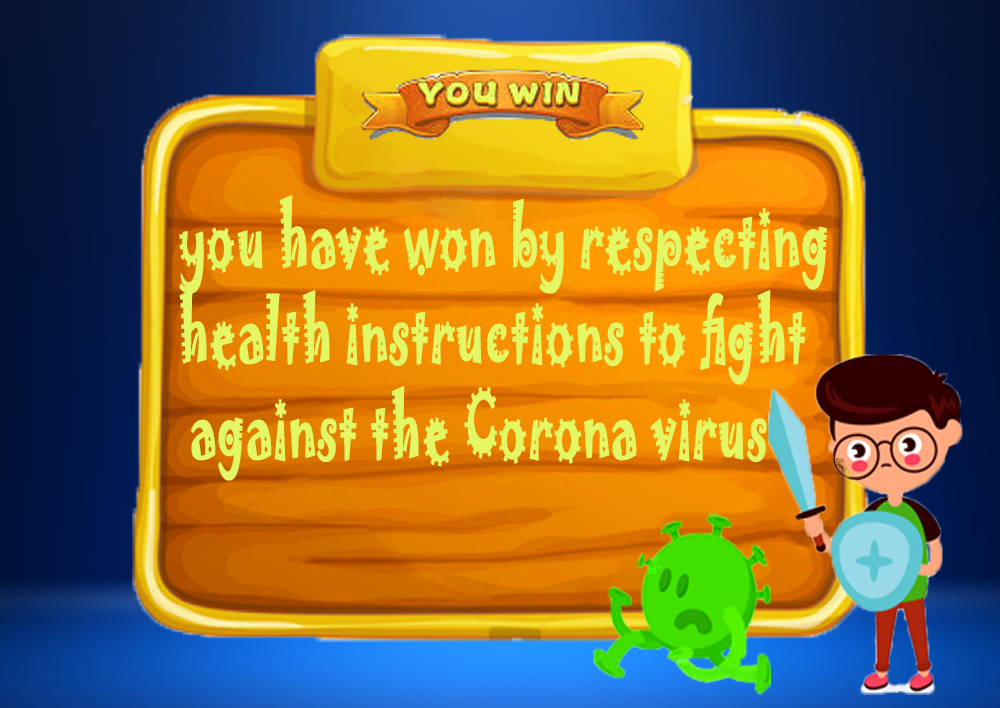 YOU WIN
you have won by respecting
health instructions to fight
against the Corona virus